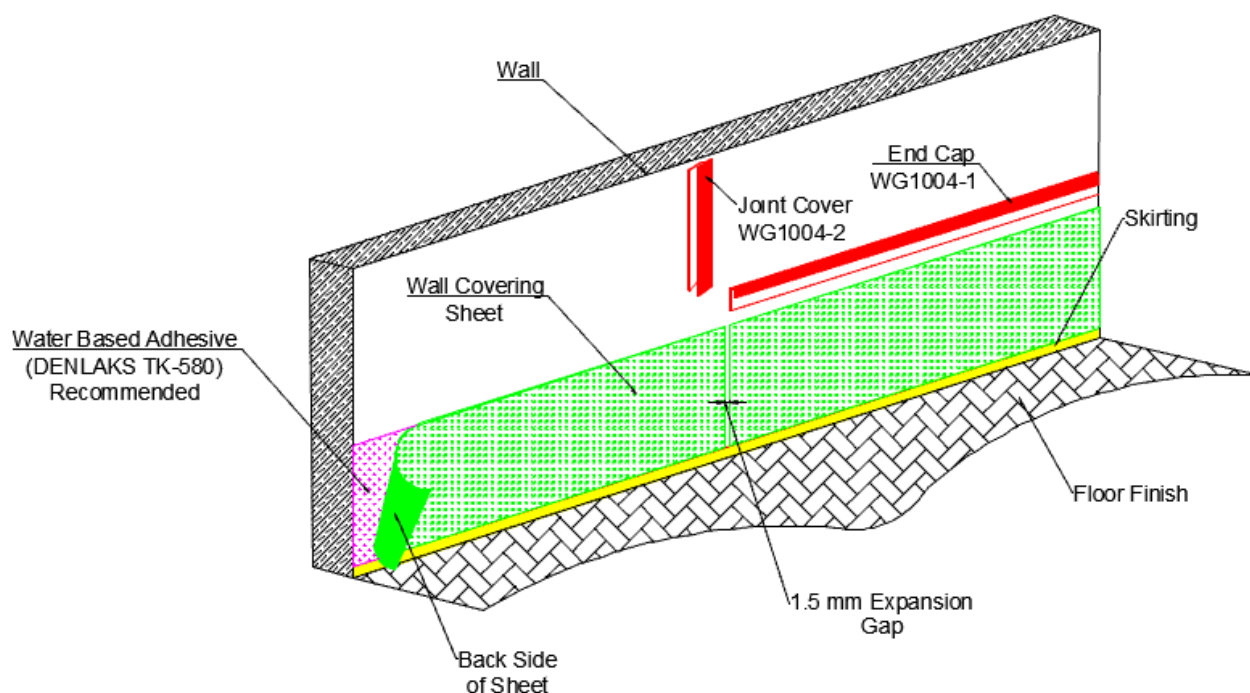 Wall
End Cap
WG1004-1
Joint Cover
WG1004-2
Skirting
Wall Covering
Sheet
Water Based Adhesive
(DENLAKS TK-580)
Recommended
Floor Finish
1.5 mm Expansion
Gap
Back Side
of Sheet